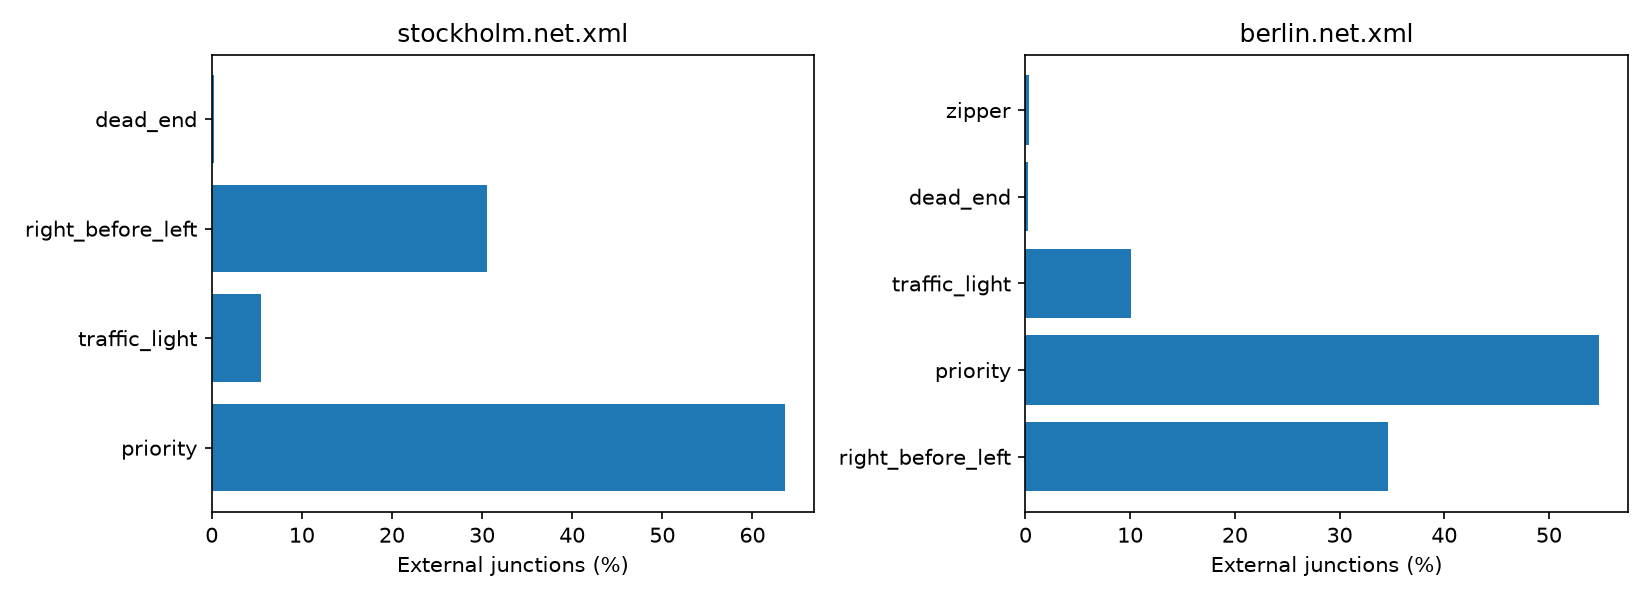 stockholm.net.xml
dead_end
right_before_left
traffic_light
priority
0 10 20 30 40 50 60
External junctions (%)
berlin.net.xml
zipper
dead_end
traffic_light
priority
right_before_left
0 10 20 30 40 50
External junctions (%)